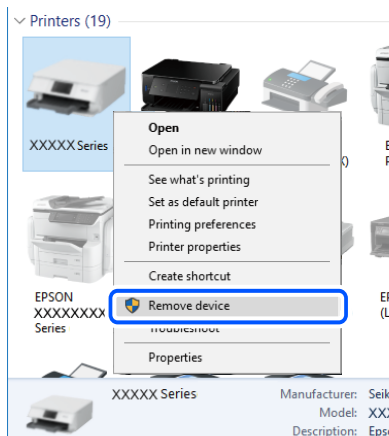 Printers (19)
XXXXX Series
Open
Open in new window
See what's printing
Set as default printer
Printing preferences
Printer properties
Create shortcut
Remove device
Troubleshoot
Properties
EPSON
XXXXXXXX
Series
XXXXX Series
Manufacturer:
Model:
Description: